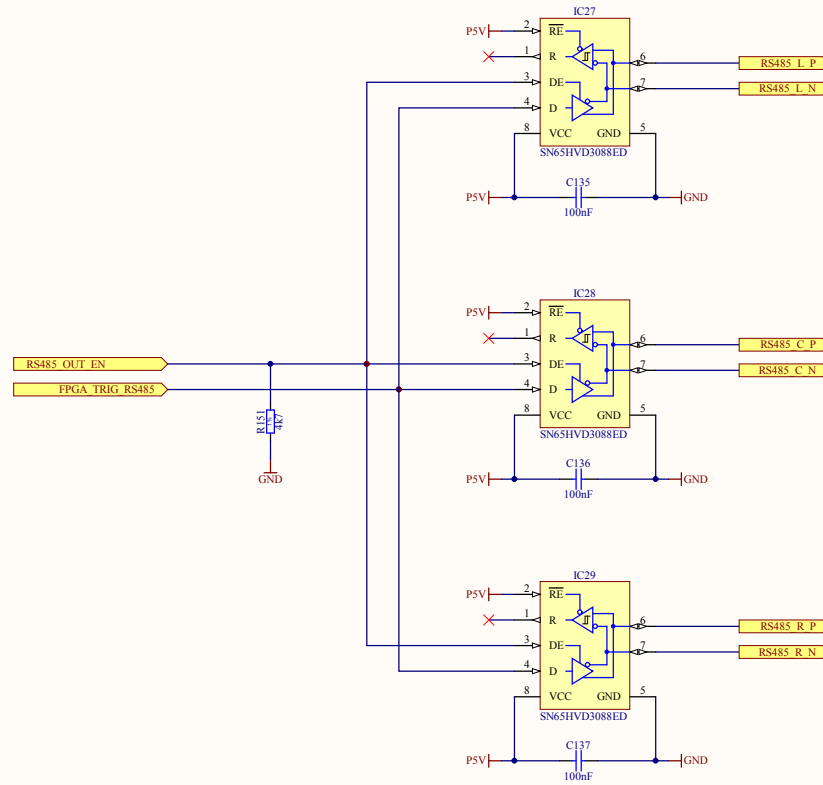 IC27
P5V 2 RE
1 R 6 RS485_L_P
3 DE 7 RS485_L_N
4 D
8 VCC GND 5
SN65HVD3088ED
C135
P5V GND
100nF
IC28
P5V 2 RE
1 R 6 RS485_C_P
RS485_OUT_EN 3 DE 7 RS485_C_N
FPGA_TRIG_RS485 4 D
8 VCC GND 5
SN65HVD3088ED
R151 4k7
C136
P5V GND
GND
100nF
IC29
P5V 2 RE
1 R 6 RS485_R_P
3 DE 7 RS485_R_N
4 D
8 VCC GND 5
SN65HVD3088ED
C137
P5V GND
100nF